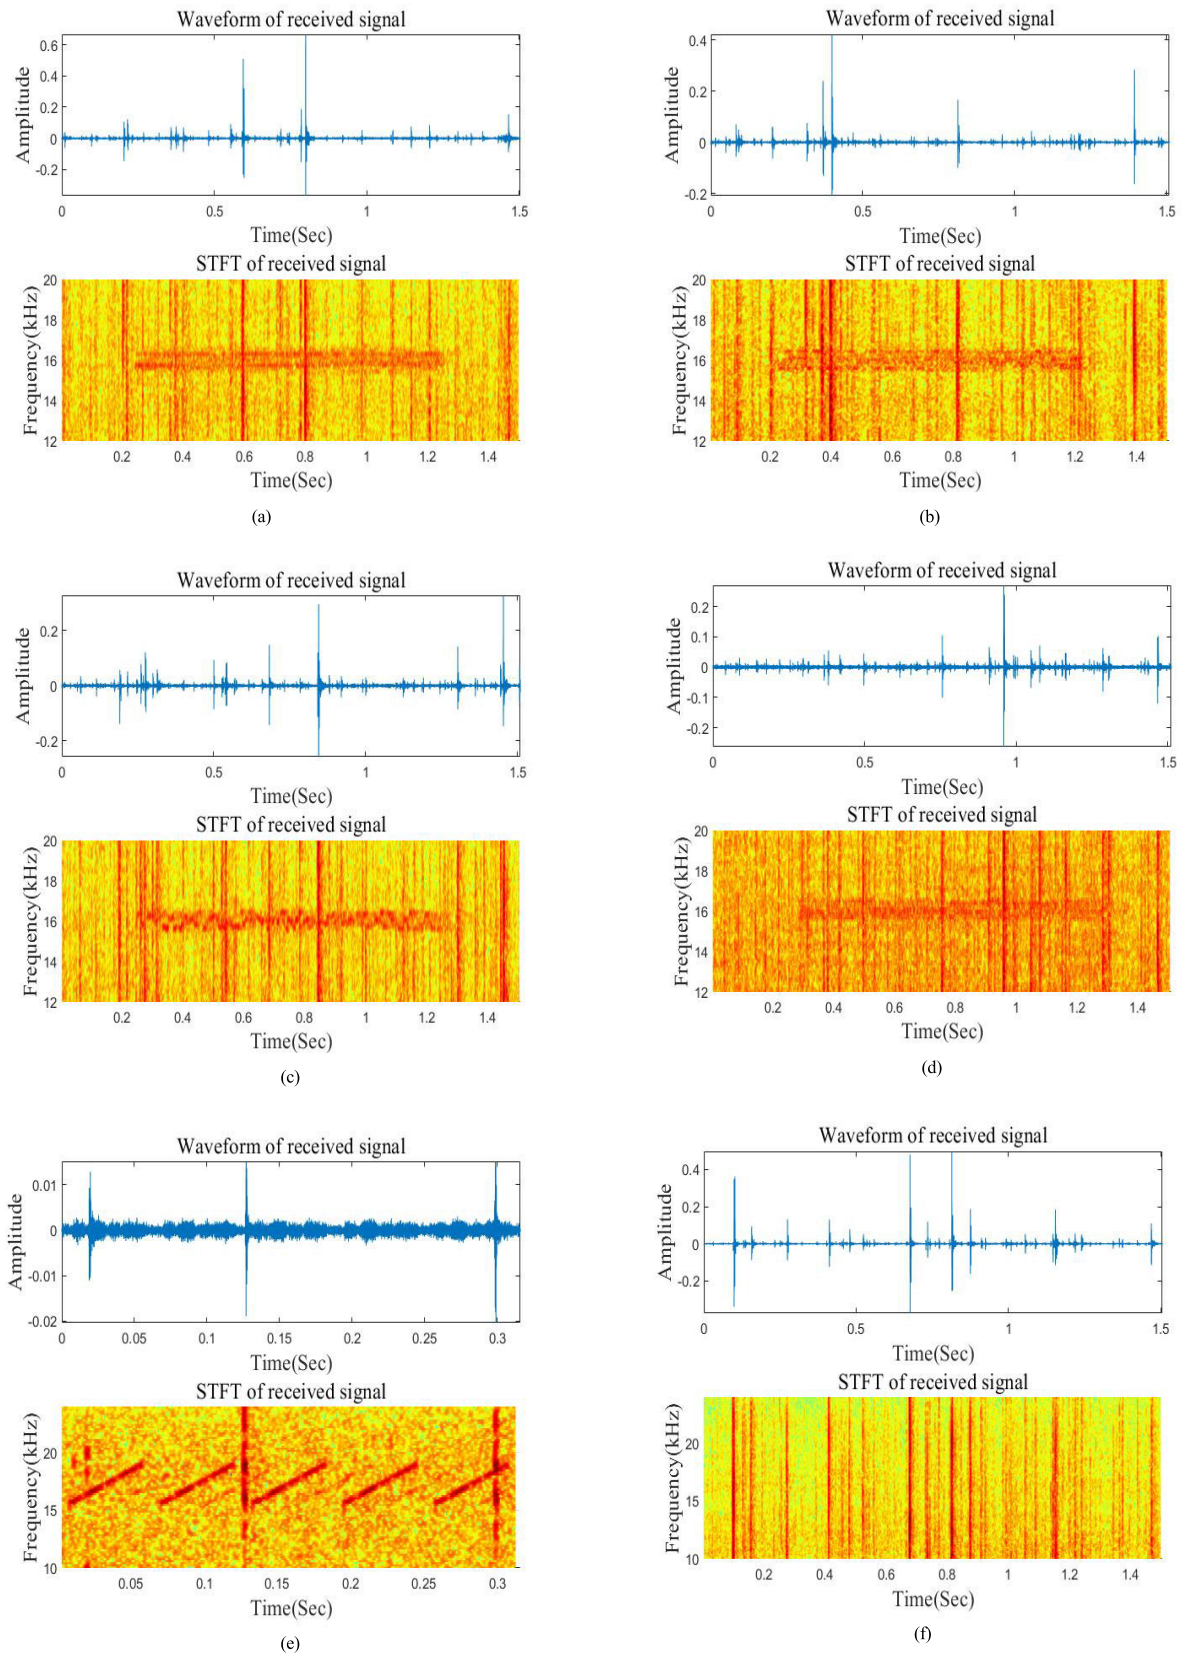 Waveform of received signal
0.6
0.4
0.2
0
-0.2
Amplitude
0 0.5 1 1.5
Time(Sec)
STFT of received signal
20
18
16
14
12
Frequency(kHz)
0.2 0.4 0.6 0.8 1 1.2 1.4
Time(Sec)
(a)
Waveform of received signal
0.4
0.2
0
-0.2
Amplitude
0 0.5 1 1.5
Time(Sec)
STFT of received signal
20
18
16
14
12
Frequency(kHz)
0.2 0.4 0.6 0.8 1 1.2 1.4
Time(Sec)
(b)
Waveform of received signal
0.2
0
-0.2
Amplitude
0 0.5 1 1.5
Time(Sec)
STFT of received signal
20
18
16
14
12
Frequency(kHz)
0.2 0.4 0.6 0.8 1 1.2 1.4
Time(Sec)
(c)
Waveform of received signal
0.2
0.1
0
-0.1
-0.2
Amplitude
0 0.5 1 1.5
Time(Sec)
STFT of received signal
20
18
16
14
12
Frequency(kHz)
0.2 0.4 0.6 0.8 1 1.2 1.4
Time(Sec)
(d)
Waveform of received signal
0.01
0
-0.01
-0.02
Amplitude
0 0.05 0.1 0.15 0.2 0.25 0.3
Time(Sec)
STFT of received signal
20
15
10
Frequency(kHz)
0.05 0.1 0.15 0.2 0.25 0.3
Time(Sec)
(e)
Waveform of received signal
0.4
0.2
0
-0.2
Amplitude
0 0.5 1 1.5
Time(Sec)
STFT of received signal
20
15
10
Frequency(kHz)
0.2 0.4 0.6 0.8 1 1.2 1.4
Time(Sec)
(f)